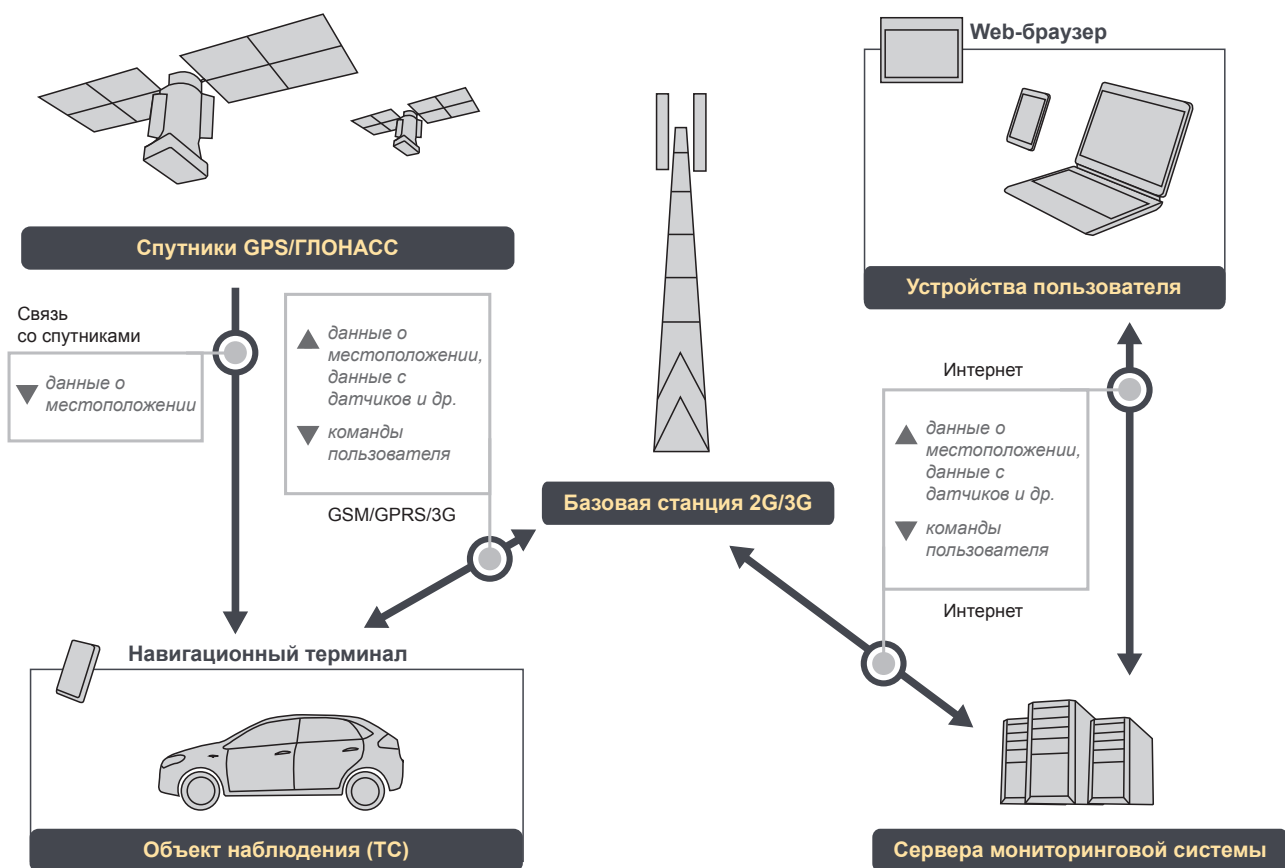 Web-браузер
Спутники GPS/ГЛОНАСС
Устройства пользователя
Связь
со спутниками
данные о
местоположении
данные о
местоположении,
данные с
датчиков и др.
команды
пользователя
GSM/GPRS/3G
Базовая станция 2G/3G
Интернет
данные о
местоположении,
данные с
датчиков и др.
команды
пользователя
Интернет
Навигационный терминал
Объект наблюдения (ТС)
Сервера мониторинговой системы